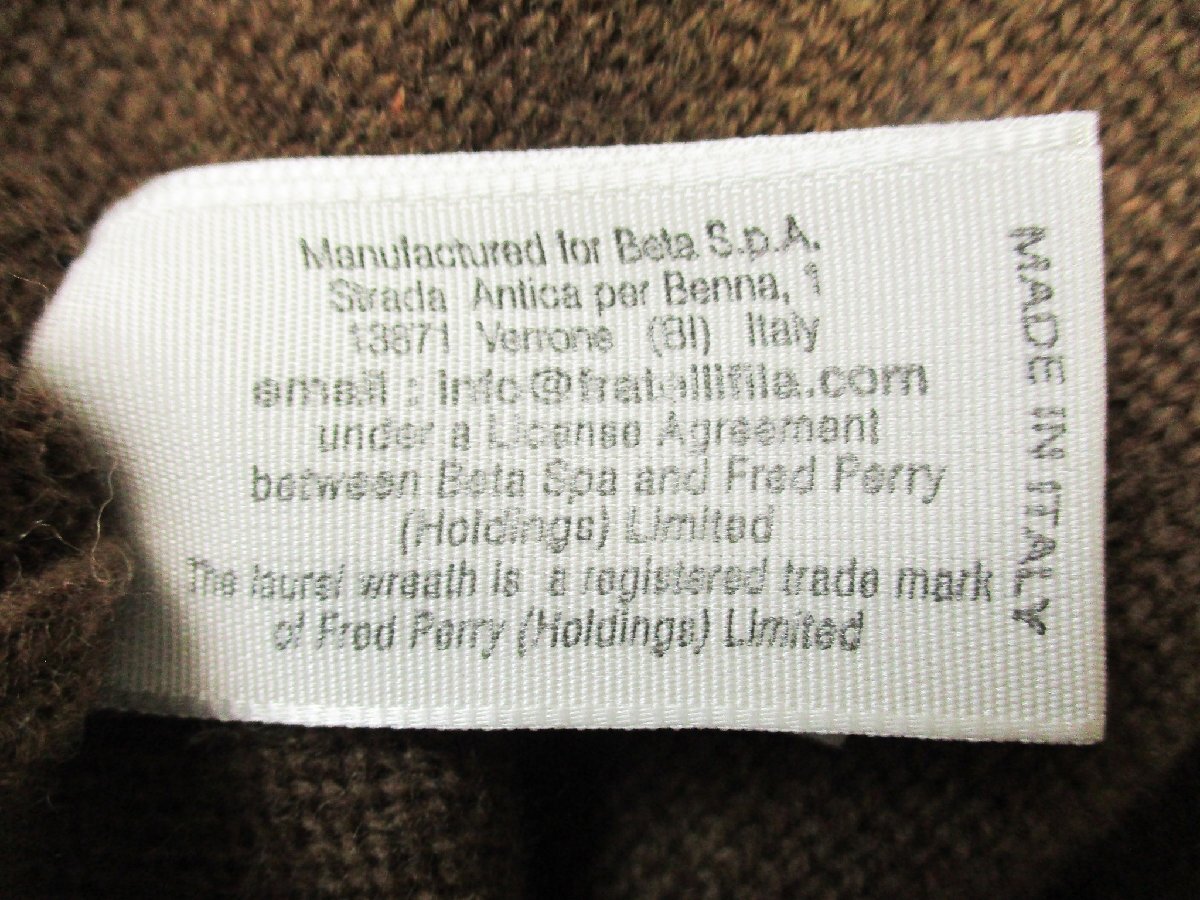 Manufactured for Beta S.p.A.
Strada Antica per Benna, 1
13871 Verrone (BI) Italy
email : info@fratellifila.com
under a License Agreement
between Beta Spa and Fred Perry
(Holdings) Limited
The laurel wreath is a registered trade mark
of Fred Perry (Holdings) Limited
MADE IN ITALY